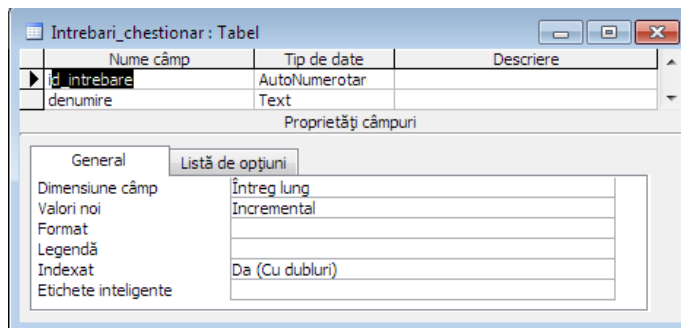 Intrebari_chestionar : Tabel
Nume câmp Tip de date Descriere
id_intrebare AutoNumerotar
denumire Text
Proprietăţi câmpuri
General Listă de opţiuni
Dimensiune câmp Întreg lung
Valori noi Incremental
Format
Legendă
Indexat Da (Cu dubluri)
Etichete inteligente